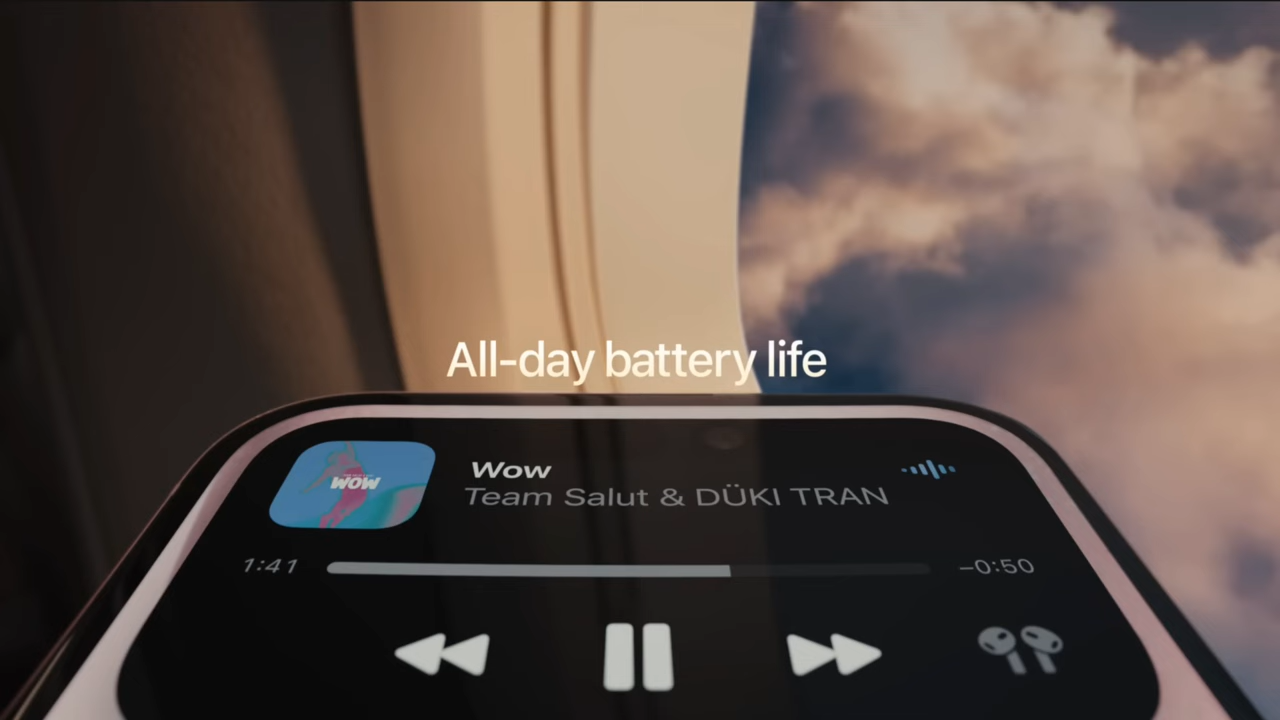 All-day battery life
WOW
Wow
Team Salut & DÜKI TRAN
1:41
−0:50